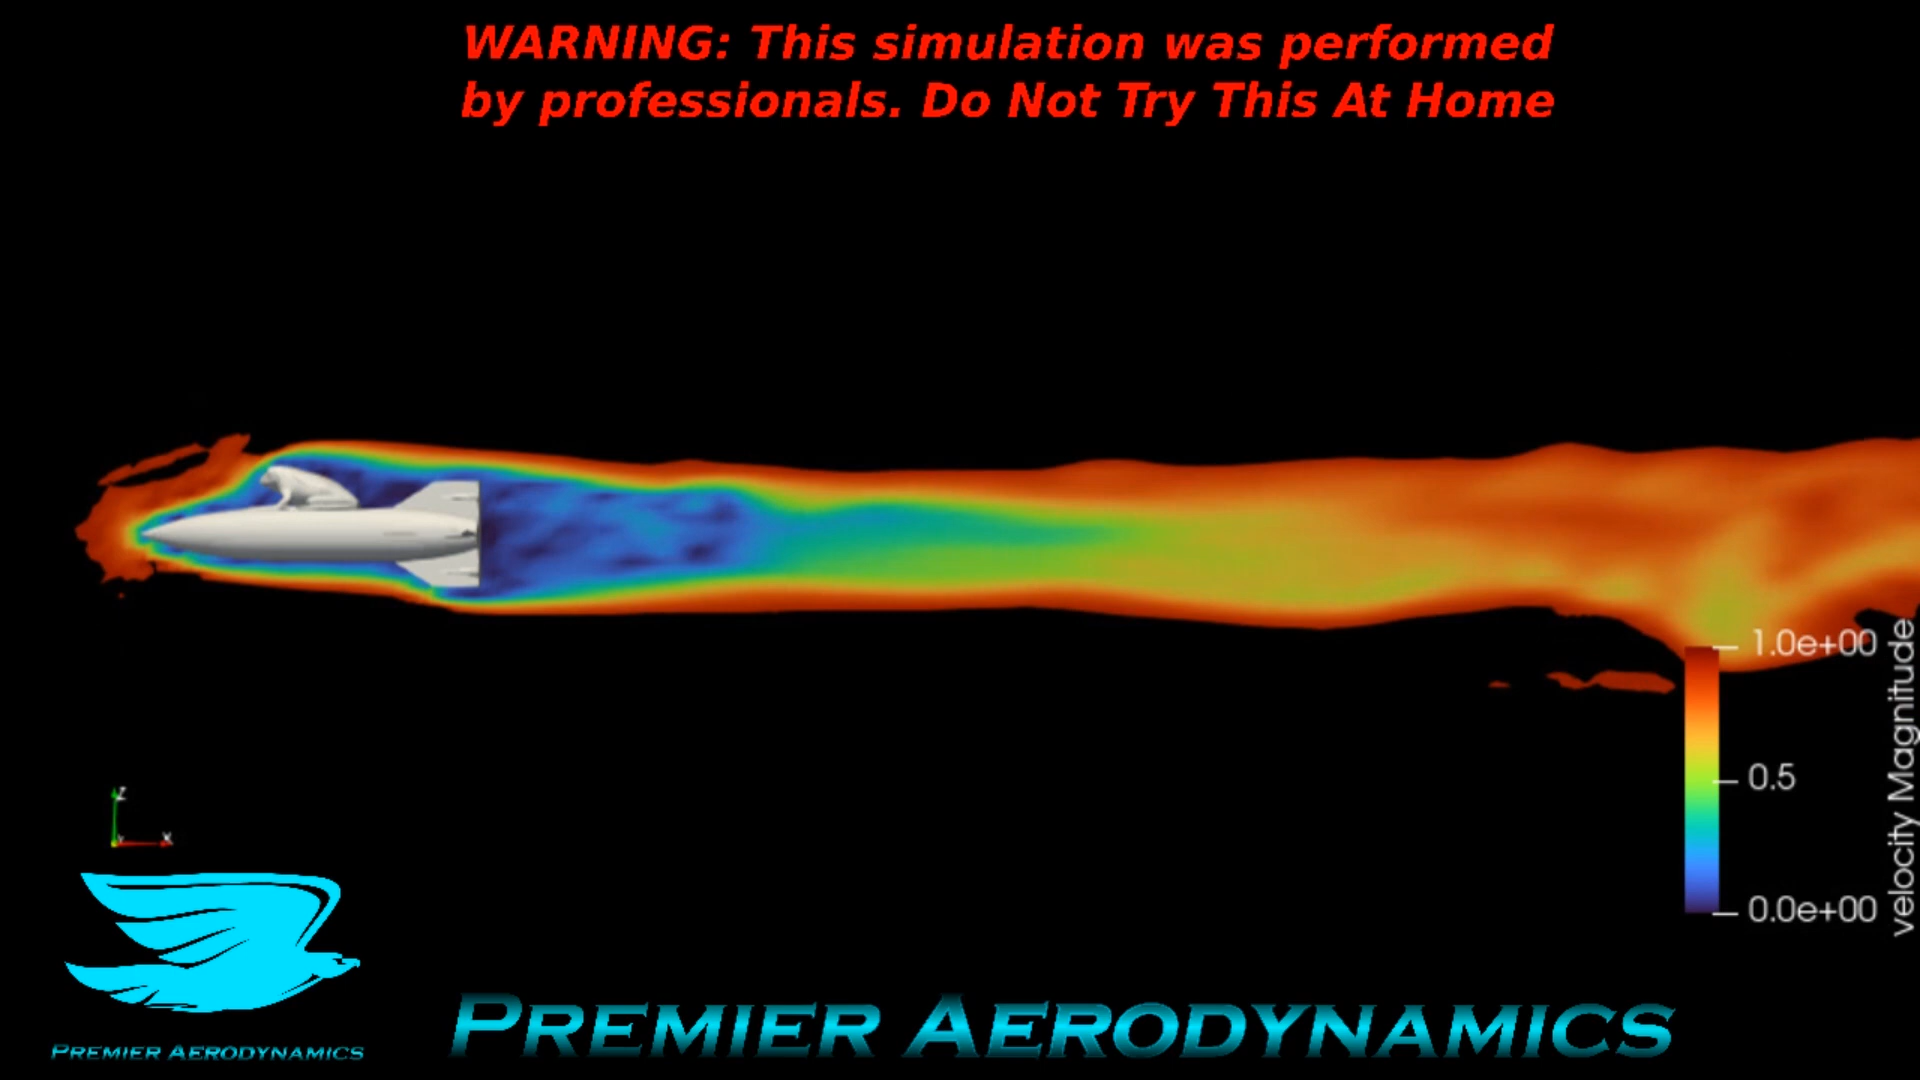 WARNING: This simulation was performed
by professionals. Do Not Try This At Home
1.0e+00
0.5
0.0e+00
velocity Magnitude
Z
Y
X
PREMIER AERODYNAMICS
PREMIER AERODYNAMICS